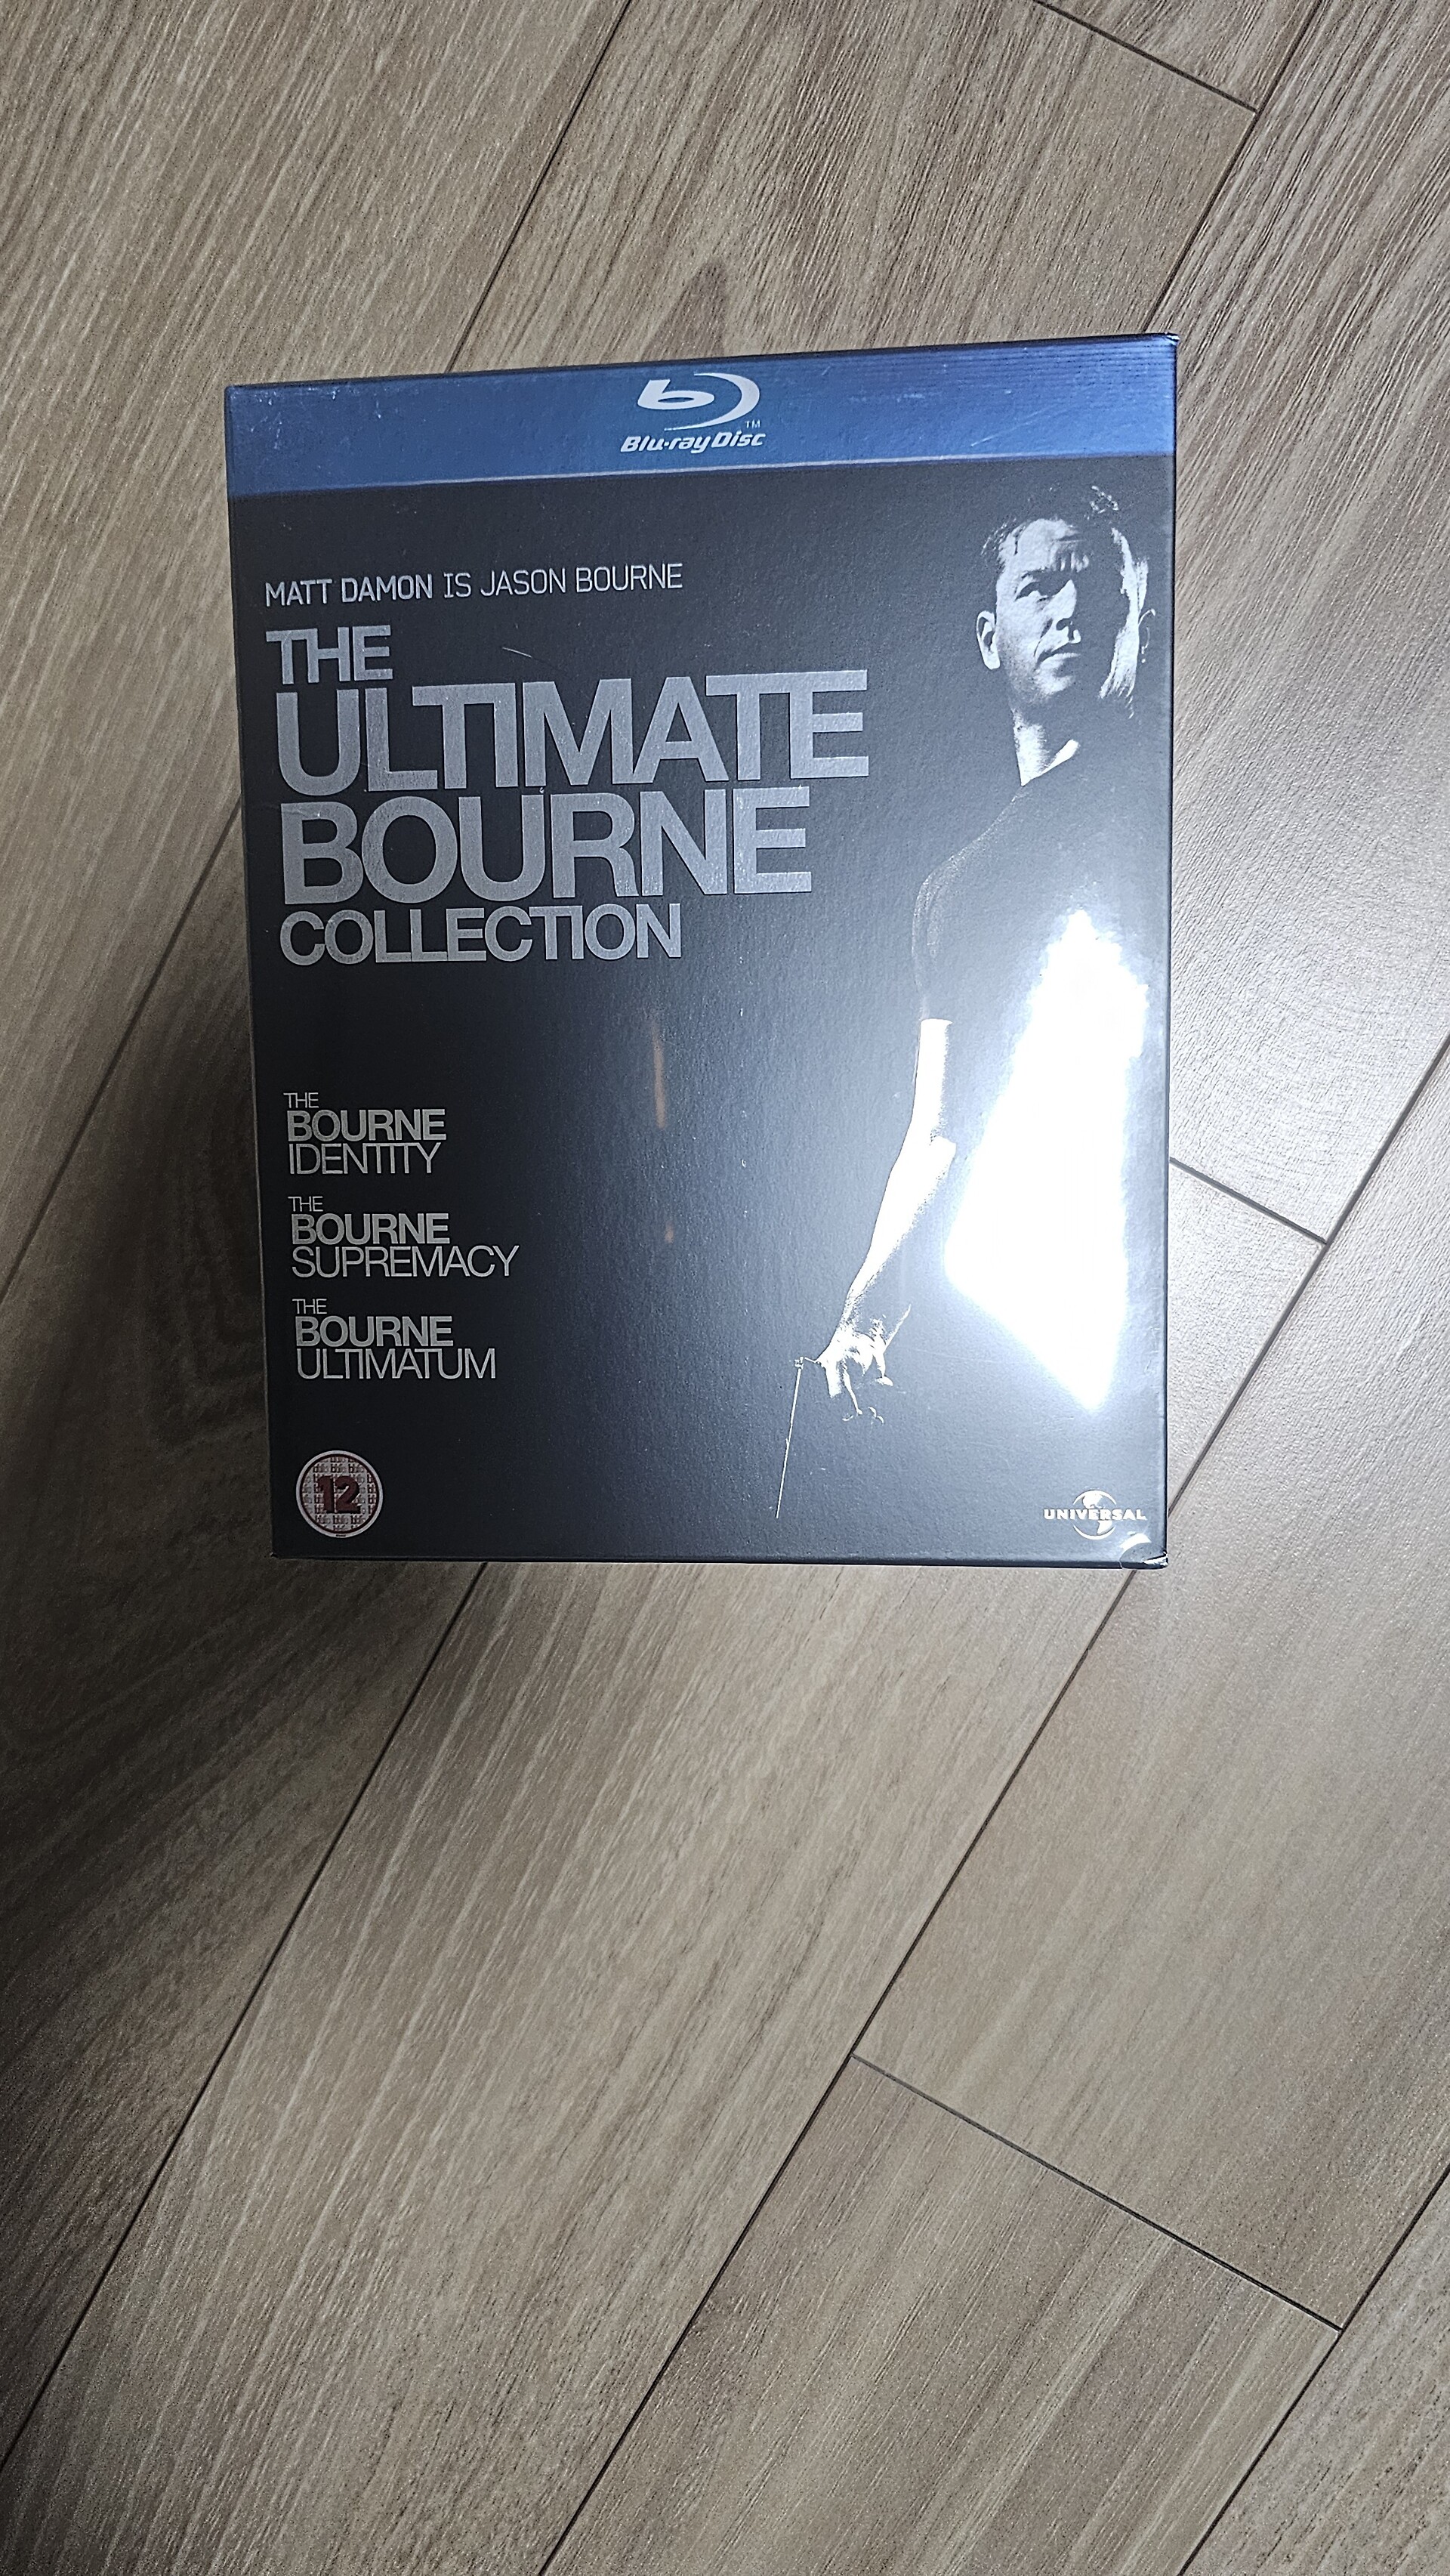 Blu-ray Disc™
MATT DAMON IS JASON BOURNE
THE
ULTIMATE
BOURNE
COLLECTION
THE
BOURNE
IDENTITY
THE
BOURNE
SUPREMACY
THE
BOURNE
ULTIMATUM
12
UNIVERSAL